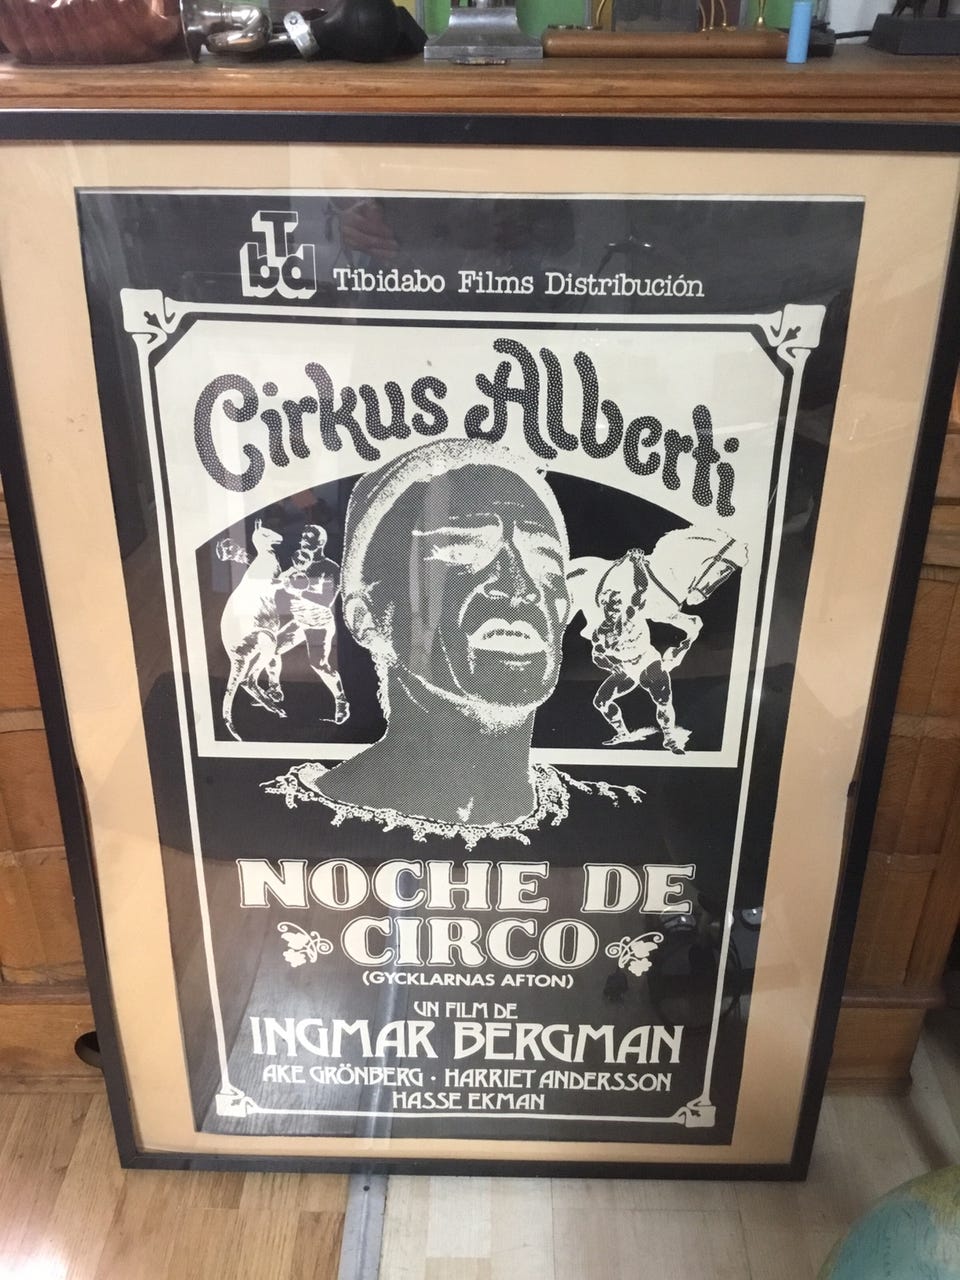 Tbd
Tibidabo Films Distribución
Cirkus Alberti
NOCHE DE
CIRCO
(GYCKLARNAS AFTON)
UN FILM DE
INGMAR BERGMAN
AKE GRÖNBERG · HARRIET ANDERSSON
HASSE EKMAN